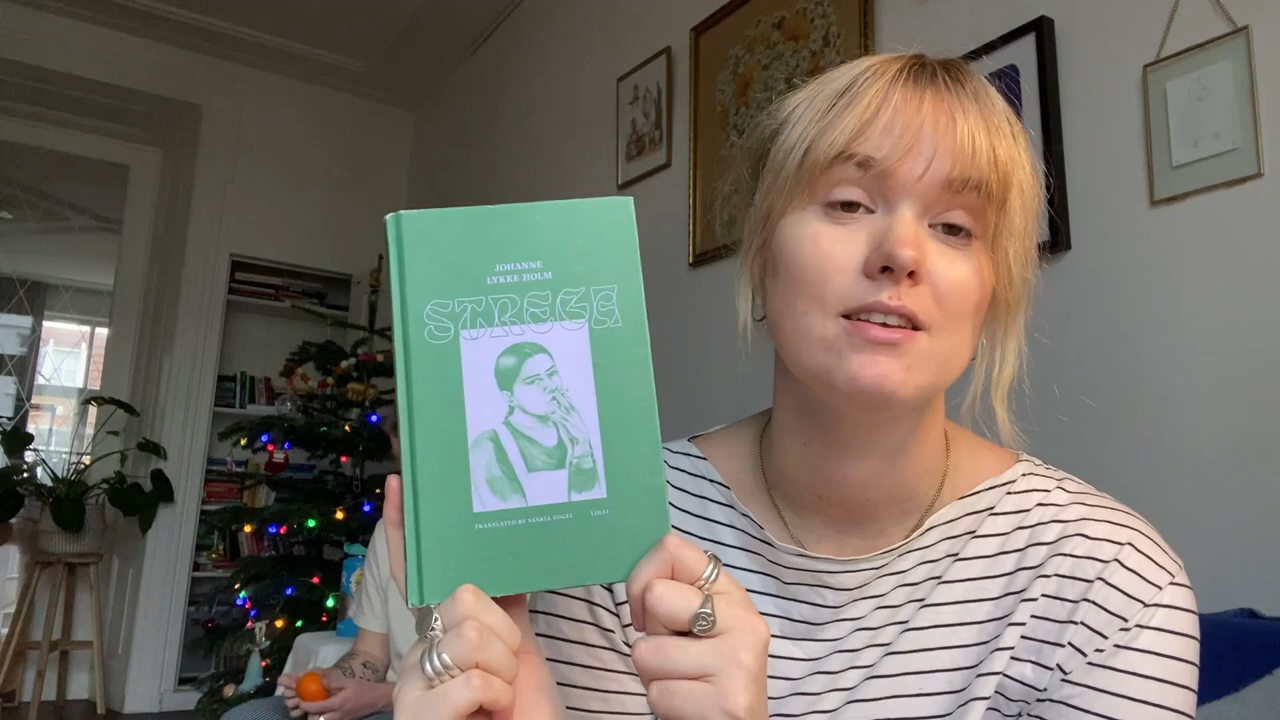 JOHANNE
LYKKE HOLM
STREGA
TRANSLATED BY SASKIA VOGEL LOLLI